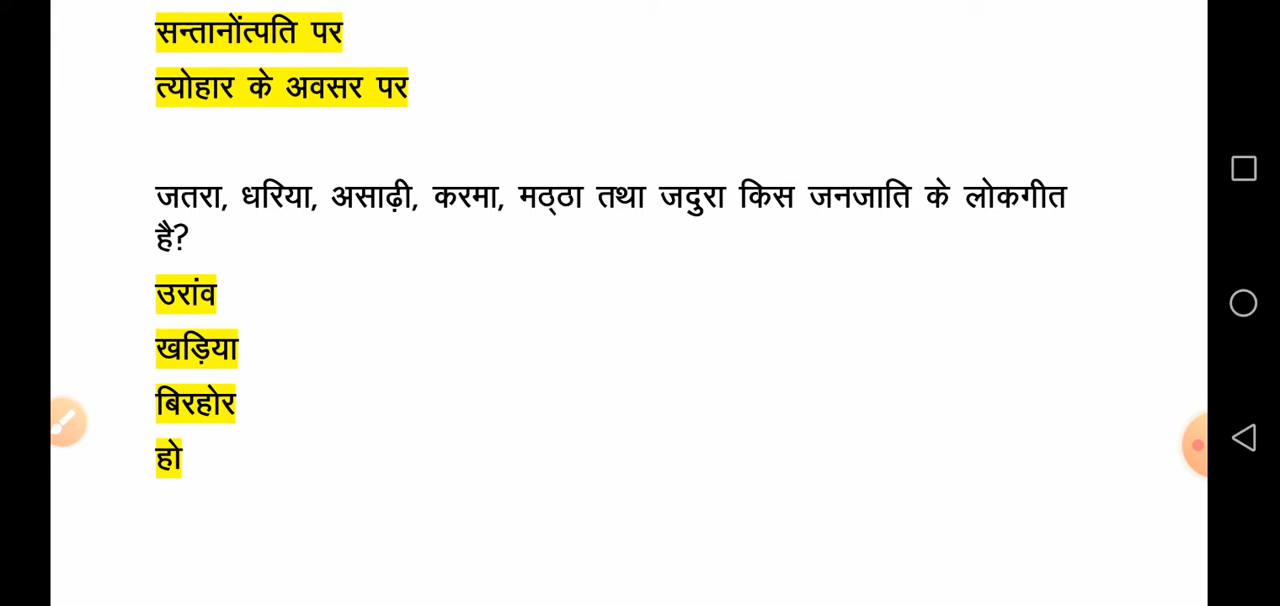 सन्तानोंत्पति पर
त्योहार के अवसर पर
जतरा, धरिया, असाढ़ी, करमा, मठ्ठा तथा जदुरा किस जनजाति के लोकगीत
है?
उरांव
खड़िया
बिरहोर
हो